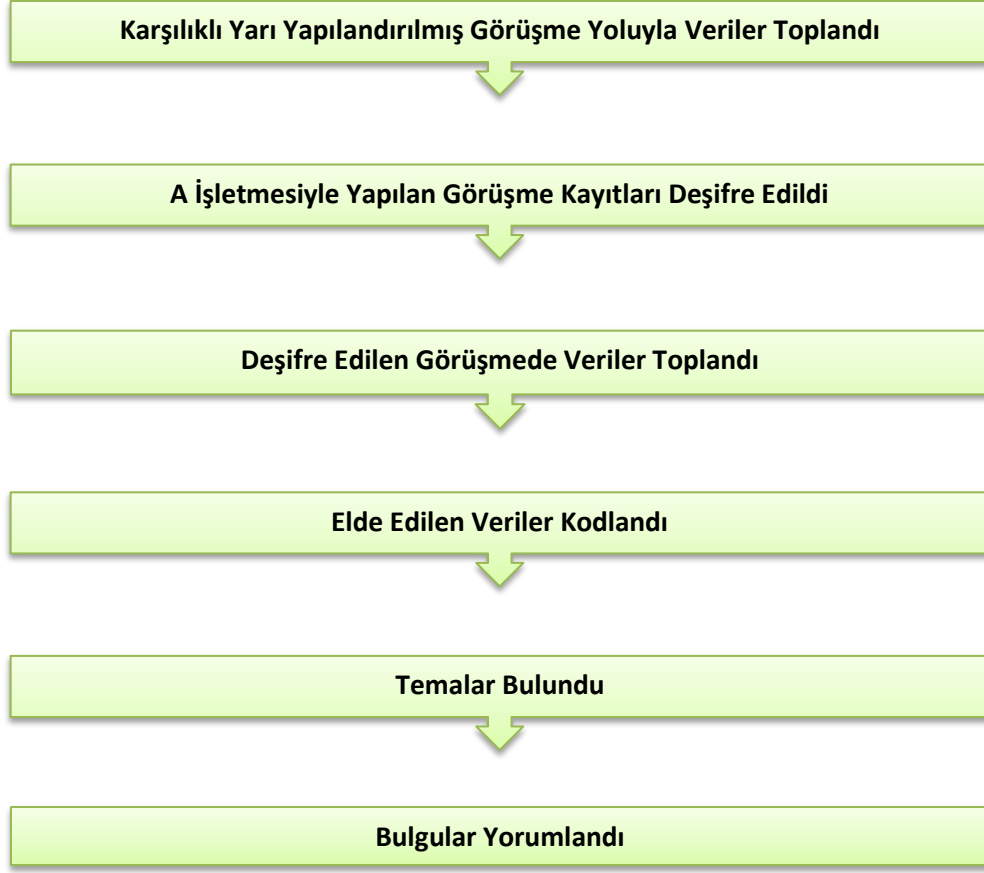 Karşılıklı Yarı Yapılandırılmış Görüşme Yoluyla Veriler Toplandı
A İşletmesiyle Yapılan Görüşme Kayıtları Deşifre Edildi
Deşifre Edilen Görüşmede Veriler Toplandı
Elde Edilen Veriler Kodlandı
Temalar Bulundu
Bulgular Yorumlandı